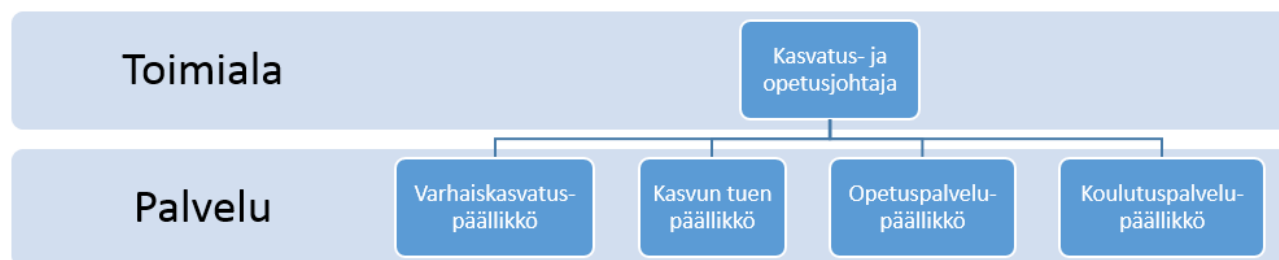 Toimiala
Kasvatus- ja
opetusjohtaja
Palvelu
Varhaiskasvatus-
päällikkö
Kasvun tuen
päällikkö
Opetuspalvelu-
päällikkö
Koulutuspalvelu-
päällikkö